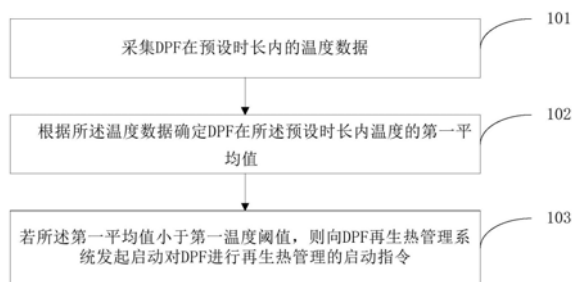 采集DPF在预设时长内的温度数据
101
根据所述温度数据确定DPF在所述预设时长内温度的第一平
均值
102
若所述第一平均值小于第一温度阈值，则向DPF再生热管理系
统发起启动对DPF进行再生热管理的启动指令
103